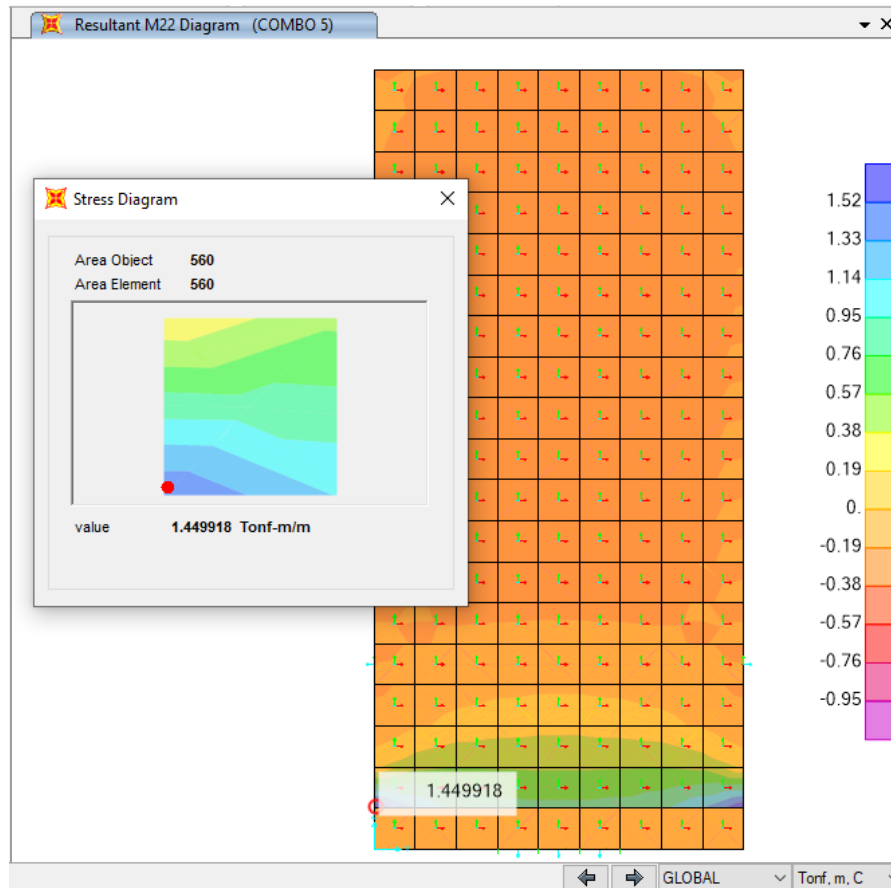 Resultant M22 Diagram (COMBO 5)
Stress Diagram
Area Object 560
Area Element 560
value 1.449918 Tonf-m/m
1.449918
1.52
1.33
1.14
0.95
0.76
0.57
0.38
0.19
0.
-0.19
-0.38
-0.57
-0.76
-0.95
GLOBAL
Tonf, m, C